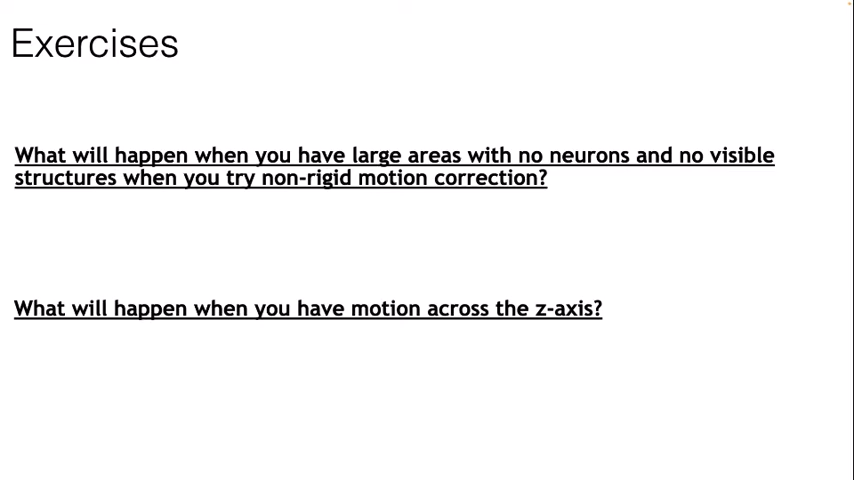 Exercises
What will happen when you have large areas with no neurons and no visible
structures when you try non-rigid motion correction?
What will happen when you have motion across the z-axis?